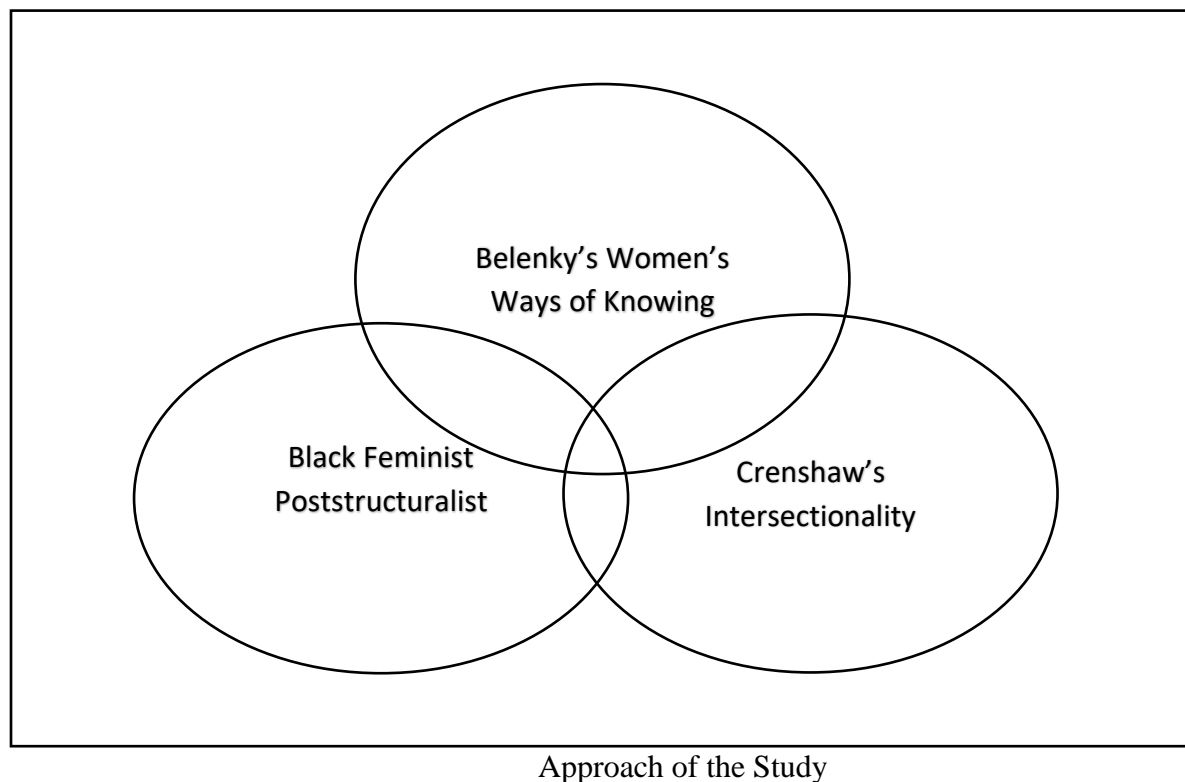 Belenky’s Women’s
Ways of Knowing
Black Feminist
Poststructuralist
Crenshaw’s
Intersectionality
Approach of the Study